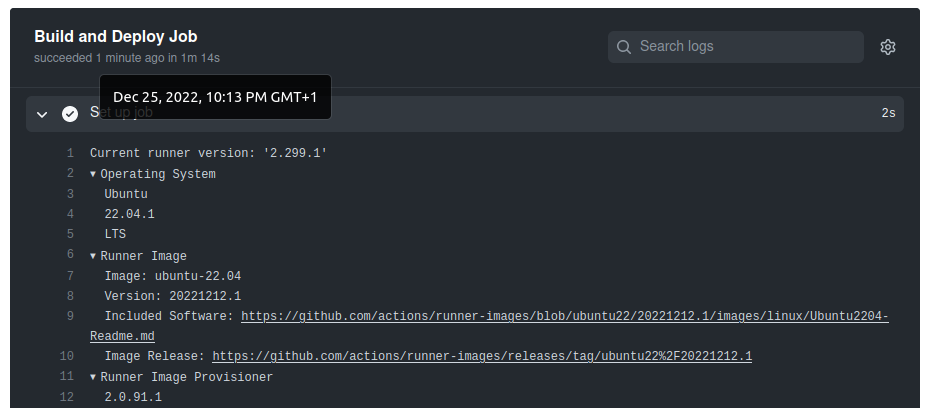 Build and Deploy Job
succeeded 1 minute ago in 1m 14s
Search logs
Dec 25, 2022, 10:13 PM GMT+1
Set up job
2s
1 Current runner version: '2.299.1'
2 ▼ Operating System
3 Ubuntu
4 22.04.1
5 LTS
6 ▼ Runner Image
7 Image: ubuntu-22.04
8 Version: 20221212.1
9 Included Software: https://github.com/actions/runner-images/blob/ubuntu22/20221212.1/images/linux/Ubuntu2204-
Readme.md
10 Image Release: https://github.com/actions/runner-images/releases/tag/ubuntu22%2F20221212.1
11 ▼ Runner Image Provisioner
12 2.0.91.1